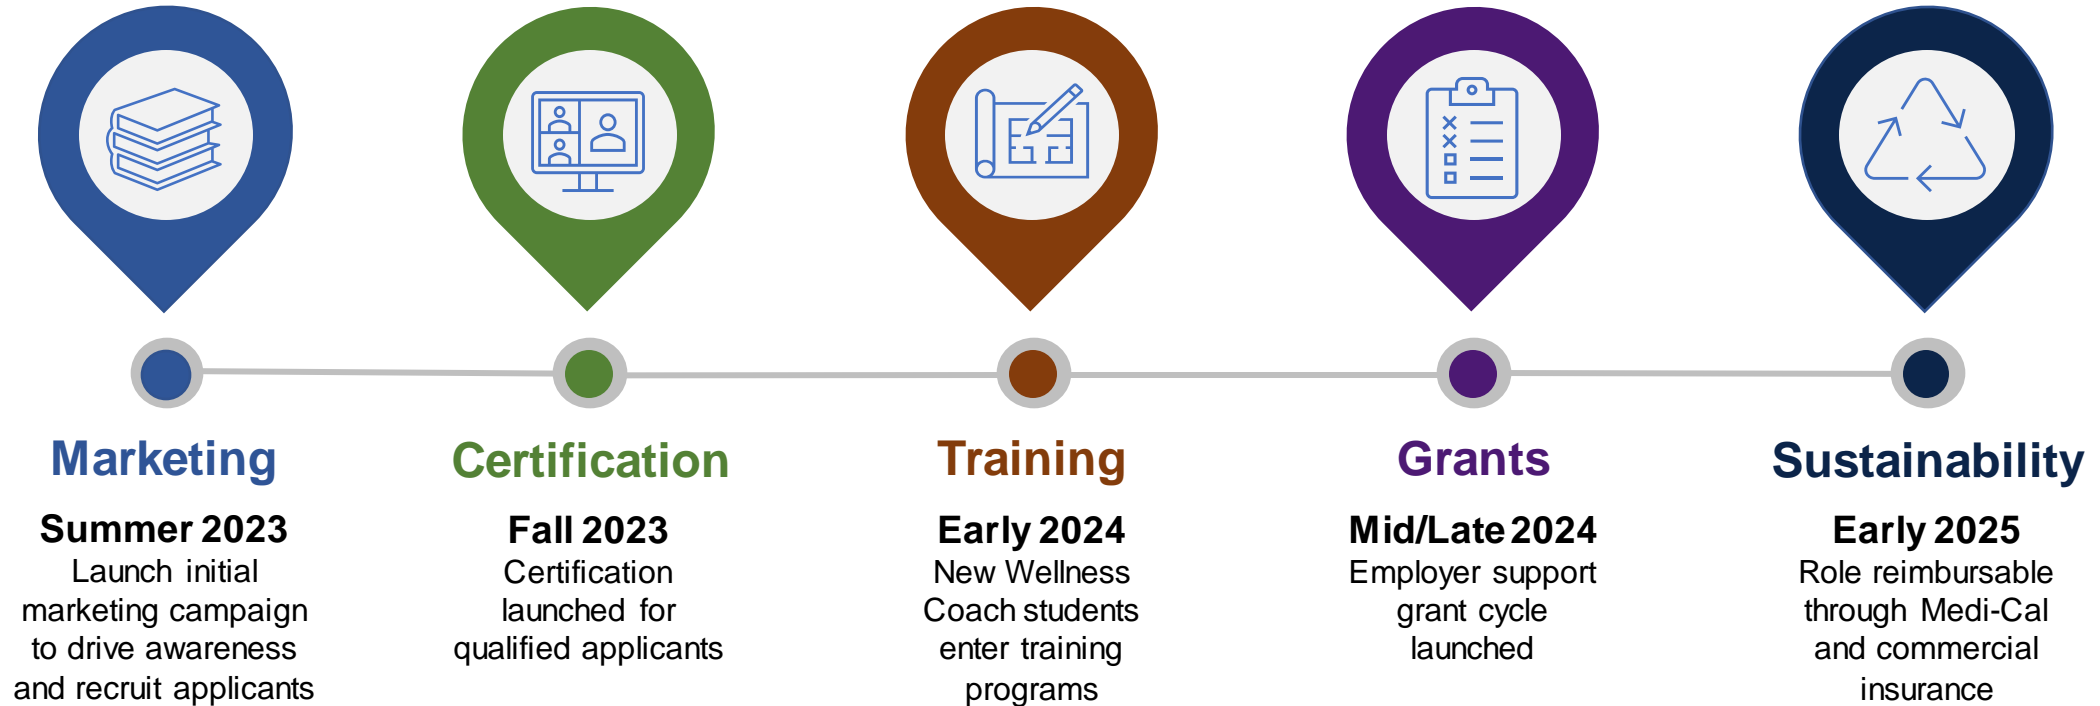 Marketing
Summer 2023
Launch initial
marketing campaign
to drive awareness
and recruit applicants
Certification
Fall 2023
Certification
launched for
qualified applicants
Training
Early 2024
New Wellness
Coach students
enter training
programs
Grants
Mid/Late 2024
Employer support
grant cycle
launched
Sustainability
Early 2025
Role reimbursable
through Medi-Cal
and commercial
insurance